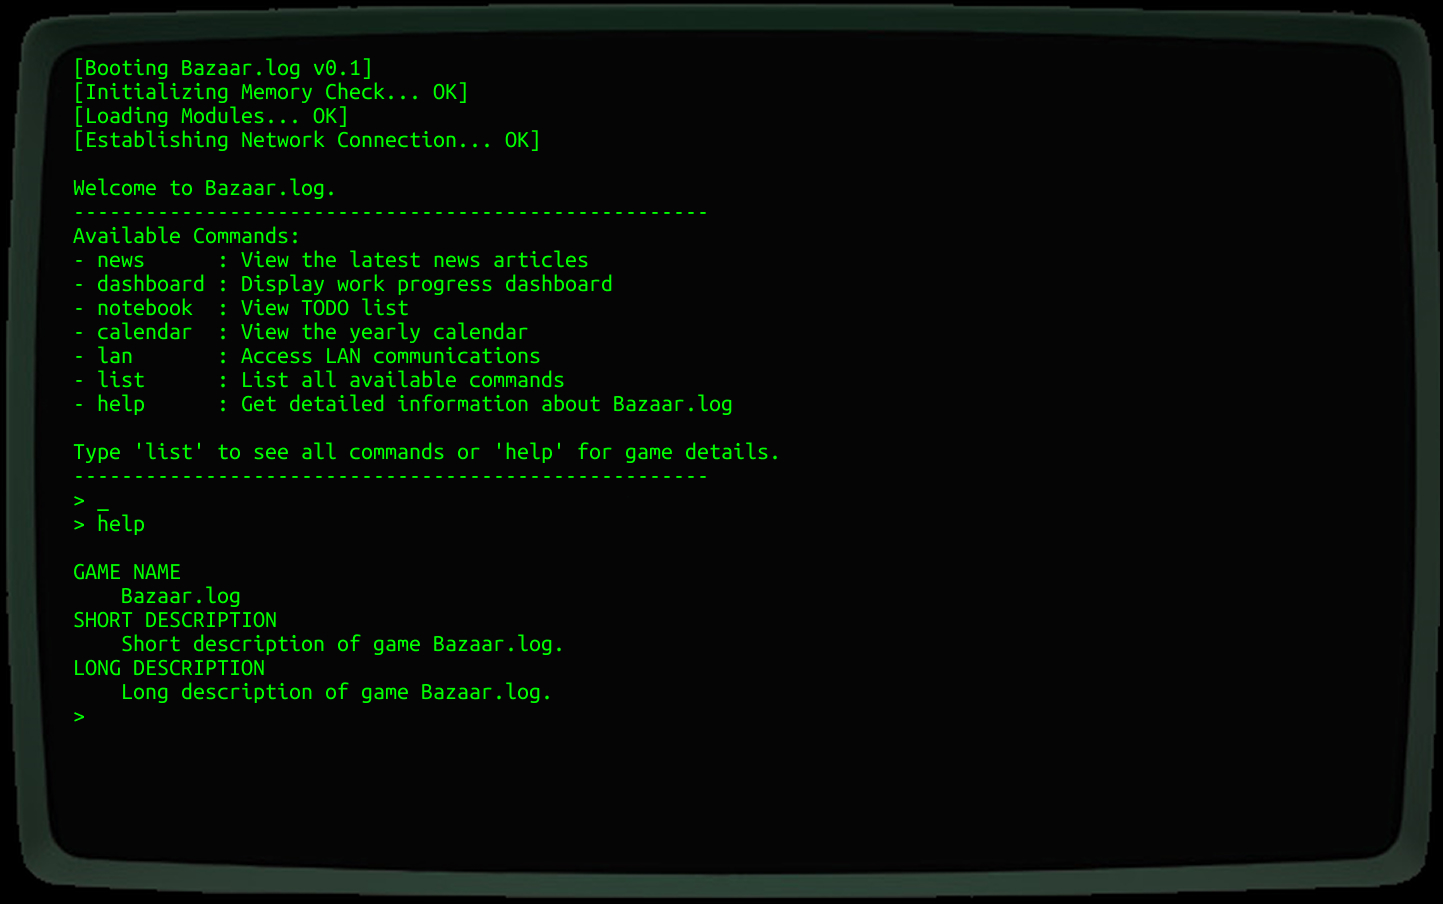 [Booting Bazaar.log v0.1]
[Initializing Memory Check... OK]
[Loading Modules... OK]
[Establishing Network Connection... OK]
Welcome to Bazaar.log.
-----------------------------------------------------
Available Commands:
- news      : View the latest news articles
- dashboard : Display work progress dashboard
- notebook  : View TODO list
- calendar  : View the yearly calendar
- lan       : Access LAN communications
- list      : List all available commands
- help      : Get detailed information about Bazaar.log
Type 'list' to see all commands or 'help' for game details.
-----------------------------------------------------
> _
> help
GAME NAME
    Bazaar.log
SHORT DESCRIPTION
    Short description of game Bazaar.log.
LONG DESCRIPTION
    Long description of game Bazaar.log.
>